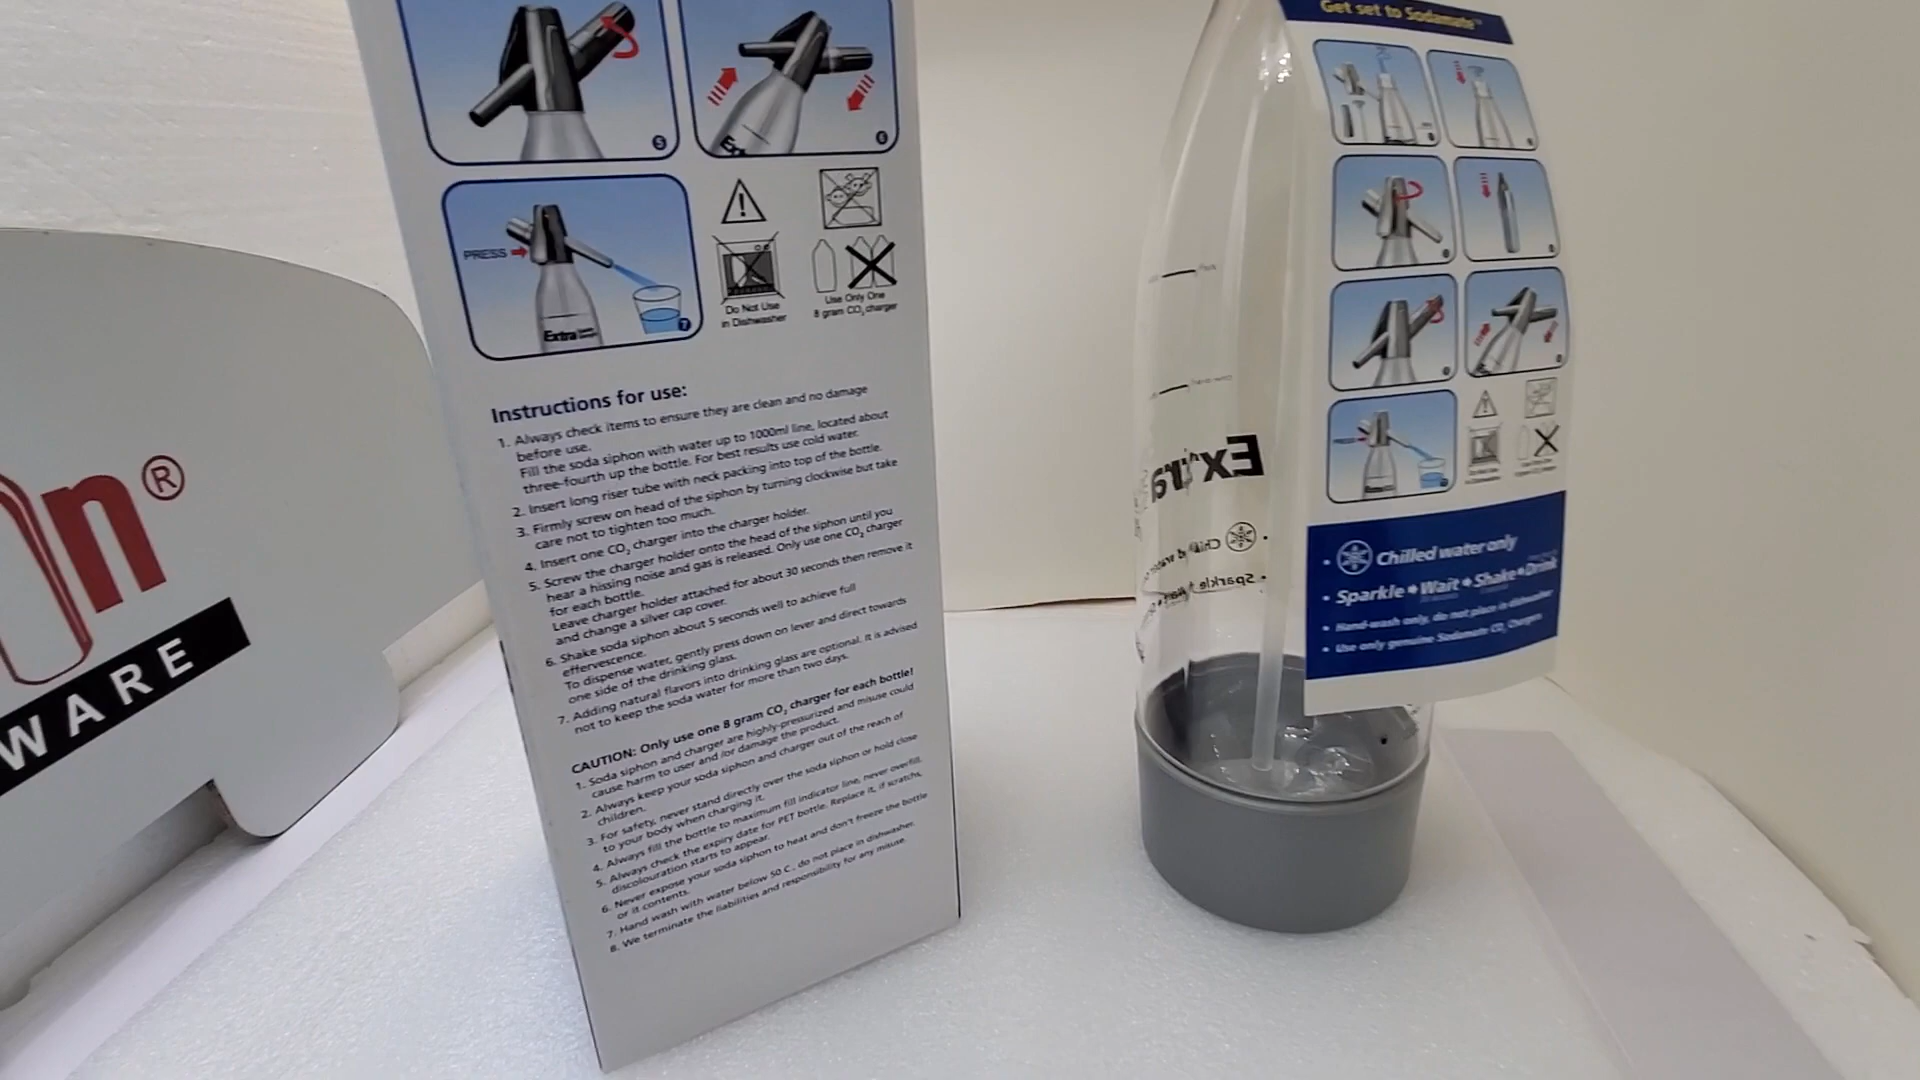 n®
WARE
5
6
PRESS
Extra
7
Do Not Use
in Dishwasher
Use Only One
8 gram CO2 charger
Instructions for use:
1. Always check items to ensure they are clean and no damage
before use.
Fill the soda siphon with water up to 1000ml line, located about
three-fourth up the bottle. For best results use cold water.
2. Insert long riser tube with neck packing into top of the bottle.
3. Firmly screw on head of the siphon by turning clockwise but take
care not to tighten too much.
4. Insert one CO2 charger into the charger holder.
5. Screw the charger holder onto the head of the siphon until you
hear a hissing noise and gas is released. Only use one CO2 charger
for each bottle.
Leave charger holder attached for about 30 seconds then remove it
and change a silver cap cover.
6. Shake soda siphon about 5 seconds well to achieve full
effervescence.
To dispense water, gently press down on lever and direct towards
one side of the drinking glass.
7. Adding natural flavors into drinking glass are optional. It is advised
not to keep the soda water for more than two days.
CAUTION: Only use one 8 gram CO2 charger for each bottle!
1. Soda siphon and charger are highly-pressurized and misuse could
cause harm to user and /or damage the product.
2. Always keep your soda siphon and charger out of the reach of
children.
3. For safety, never stand directly over the soda siphon or hold close
to your body when charging it.
4. Always fill the bottle to maximum fill indicator line, never overfill.
5. Always check the expiry date for PET bottle. Replace it, if scratchs,
discolouration starts to appear.
6. Never expose your soda siphon to heat and don't freeze the bottle
or it contents.
7. Hand wash with water below 50 C, do not place in dishwasher.
8. We terminate the liabilities and responsibility for any misuse.
Extra
Get set to Sodamate™
PRESS
• Chilled water only
• Sparkle • Wait • Shake • Drink
• Hand-wash only, do not place in dishwasher
• Use only genuine Sodamate CO2 Chargers